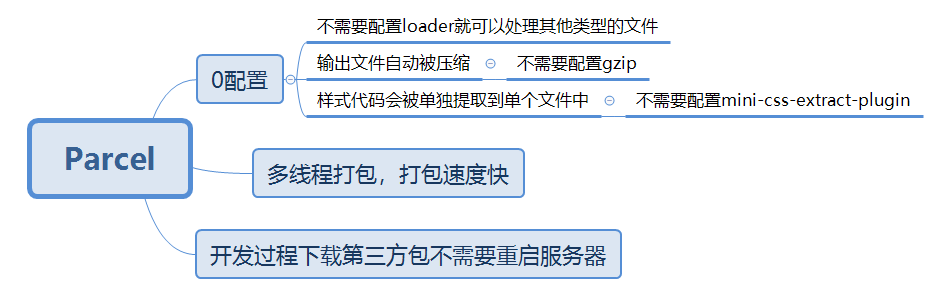 不需要配置loader就可以处理其他类型的文件
0配置
输出文件自动被压缩
不需要配置gzip
样式代码会被单独提取到单个文件中
不需要配置mini-css-extract-plugin
Parcel
多线程打包，打包速度快
开发过程下载第三方包不需要重启服务器